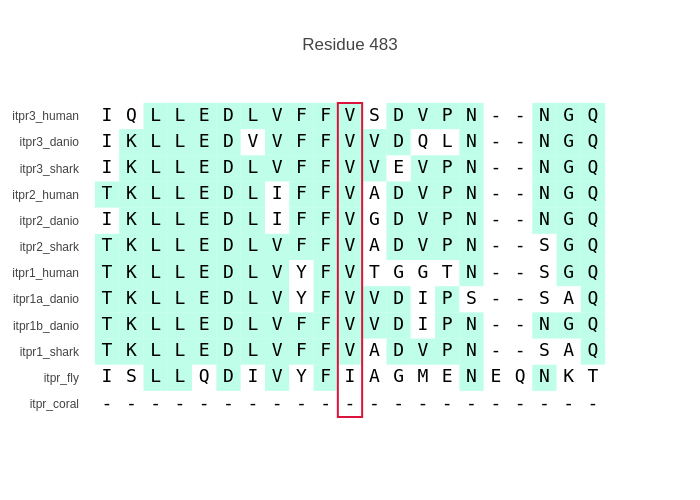 Residue 483
itpr3_human I Q L L E D L V F F V S D V P N - - N G Q
itpr3_danio I K L L E D V V F F V V D Q L N - - N G Q
itpr3_shark I K L L E D L V F F V V E V P N - - N G Q
itpr2_human T K L L E D L I F F V A D V P N - - N G Q
itpr2_danio I K L L E D L I F F V G D V P N - - N G Q
itpr2_shark T K L L E D L V F F V A D V P N - - S G Q
itpr1_human T K L L E D L V Y F V T G G T N - - S G Q
itpr1a_danio T K L L E D L V Y F V V D I P S - - S A Q
itpr1b_danio T K L L E D L V F F V V D I P N - - N G Q
itpr1_shark T K L L E D L V F F V A D V P N - - S A Q
itpr_fly I S L L Q D I V Y F I A G M E N E Q N K T
itpr_coral - - - - - - - - - - - - - - - - - - - - -